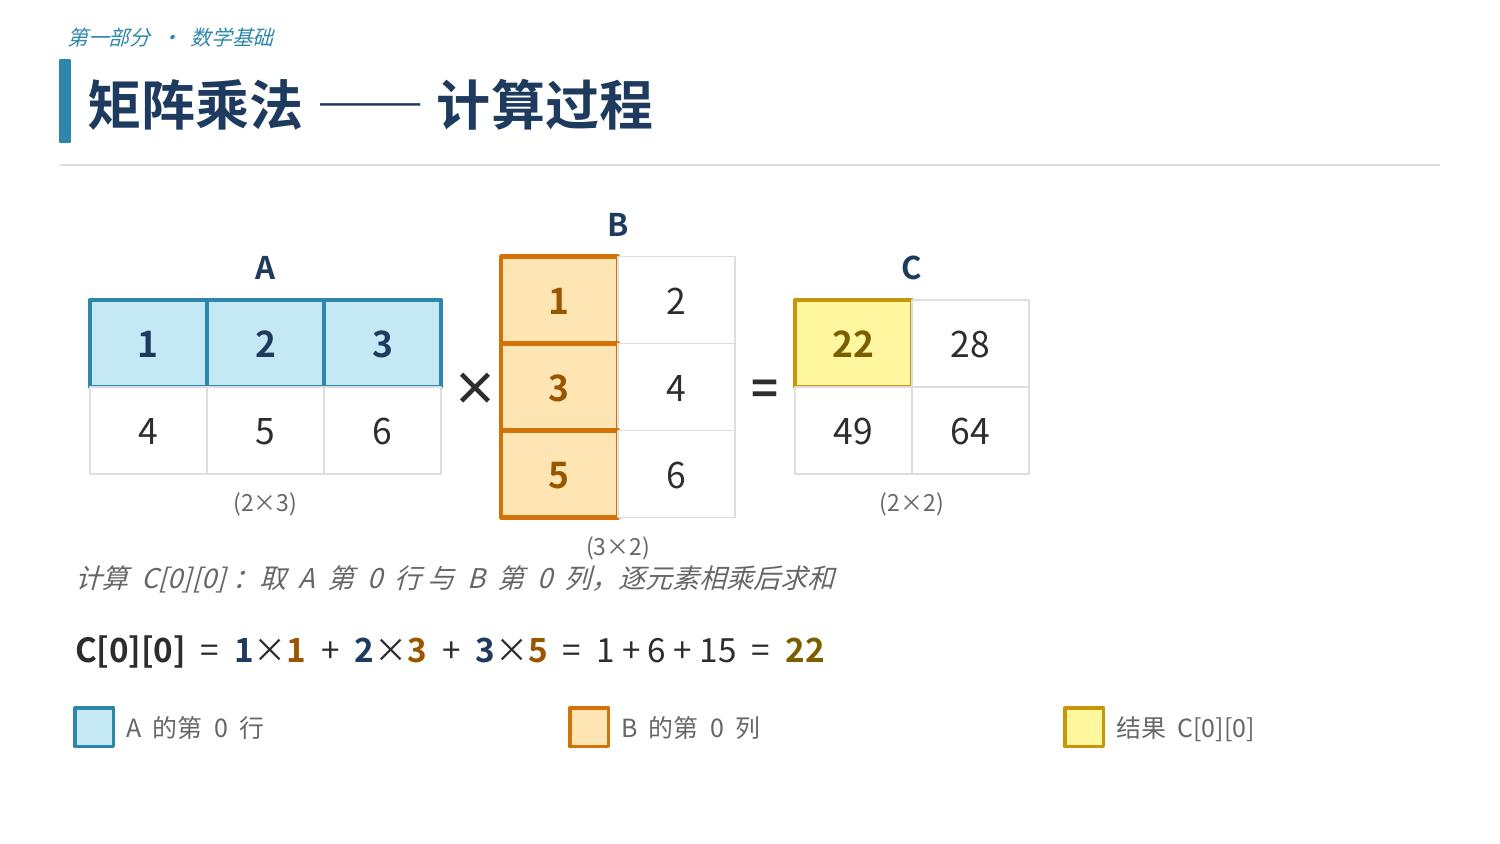 第一部分 · 数学基础
矩阵乘法 —— 计算过程
A
1 2 3
4 5 6
(2×3)
×
B
1 2
3 4
5 6
(3×2)
=
C
22 28
49 64
(2×2)
计算 C[0][0]：取 A 第 0 行与 B 第 0 列，逐元素相乘后求和
C[0][0] = 1×1 + 2×3 + 3×5 = 1 + 6 + 15 = 22
A 的第 0 行
B 的第 0 列
结果 C[0][0]